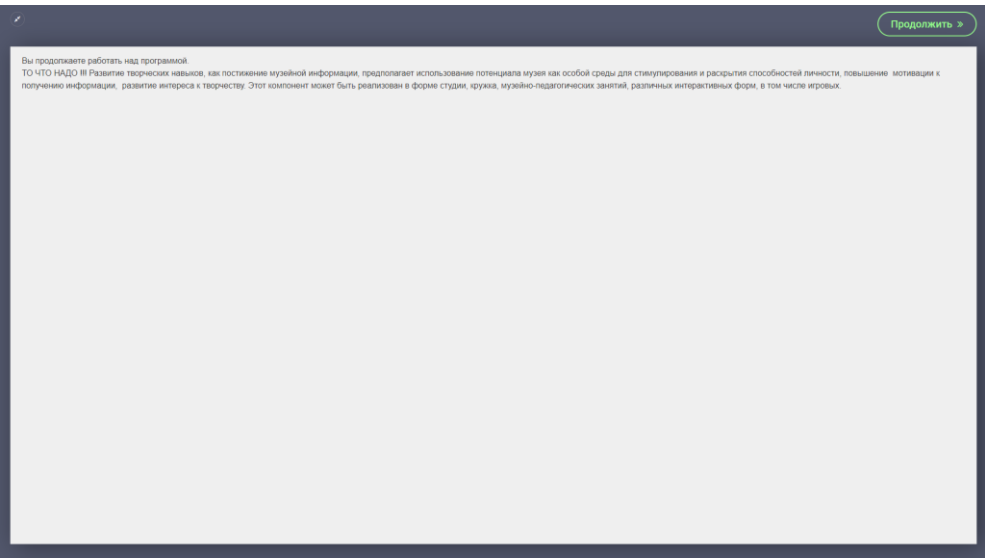 Продолжить »
Вы продолжаете работать над программой.
ТО ЧТО НАДО !!! Развитие творческих навыков, как постижение музейной информации, предполагает использование потенциала музея как особой среды для стимулирования и раскрытия способностей личности, повышение  мотивации к
получению информации,  развитие интереса к творчеству. Этот компонент может быть реализован в форме студии, кружка, музейно-педагогических занятий, различных интерактивных форм, в том числе игровых.